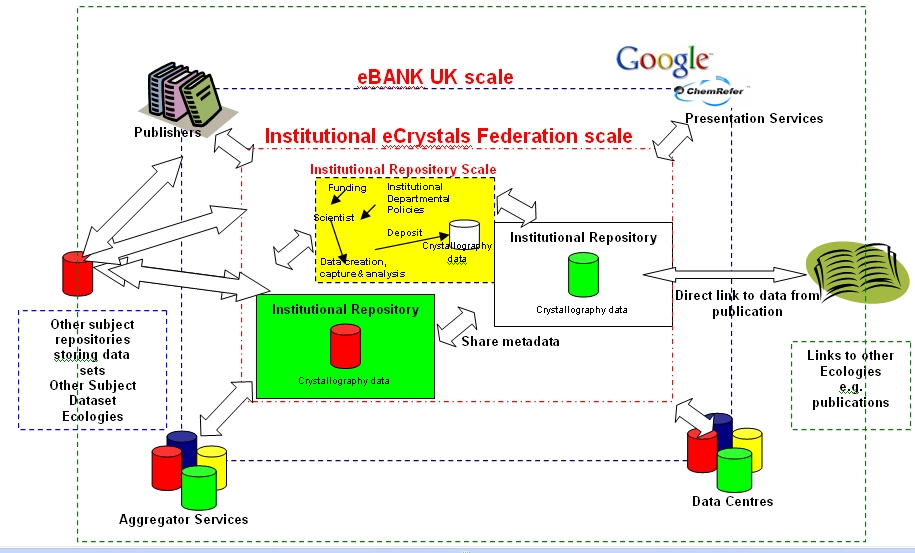 eBANK UK scale
Google™
ChemRefer™
Publishers
Presentation Services
Institutional eCrystals Federation scale
Institutional Repository Scale
Funding
Institutional
Departmental
Policies
Scientist
Deposit
Crystallography
data
Data creation,
capture & analysis
Institutional Repository
Crystallography data
Direct link to data from
publication
Institutional Repository
Crystallography data
Share metadata
Other subject
repositories
storing data
sets
Other Subject
Dataset
Ecologies
Links to other
Ecologies
e.g.
publications
Aggregator Services
Data Centres